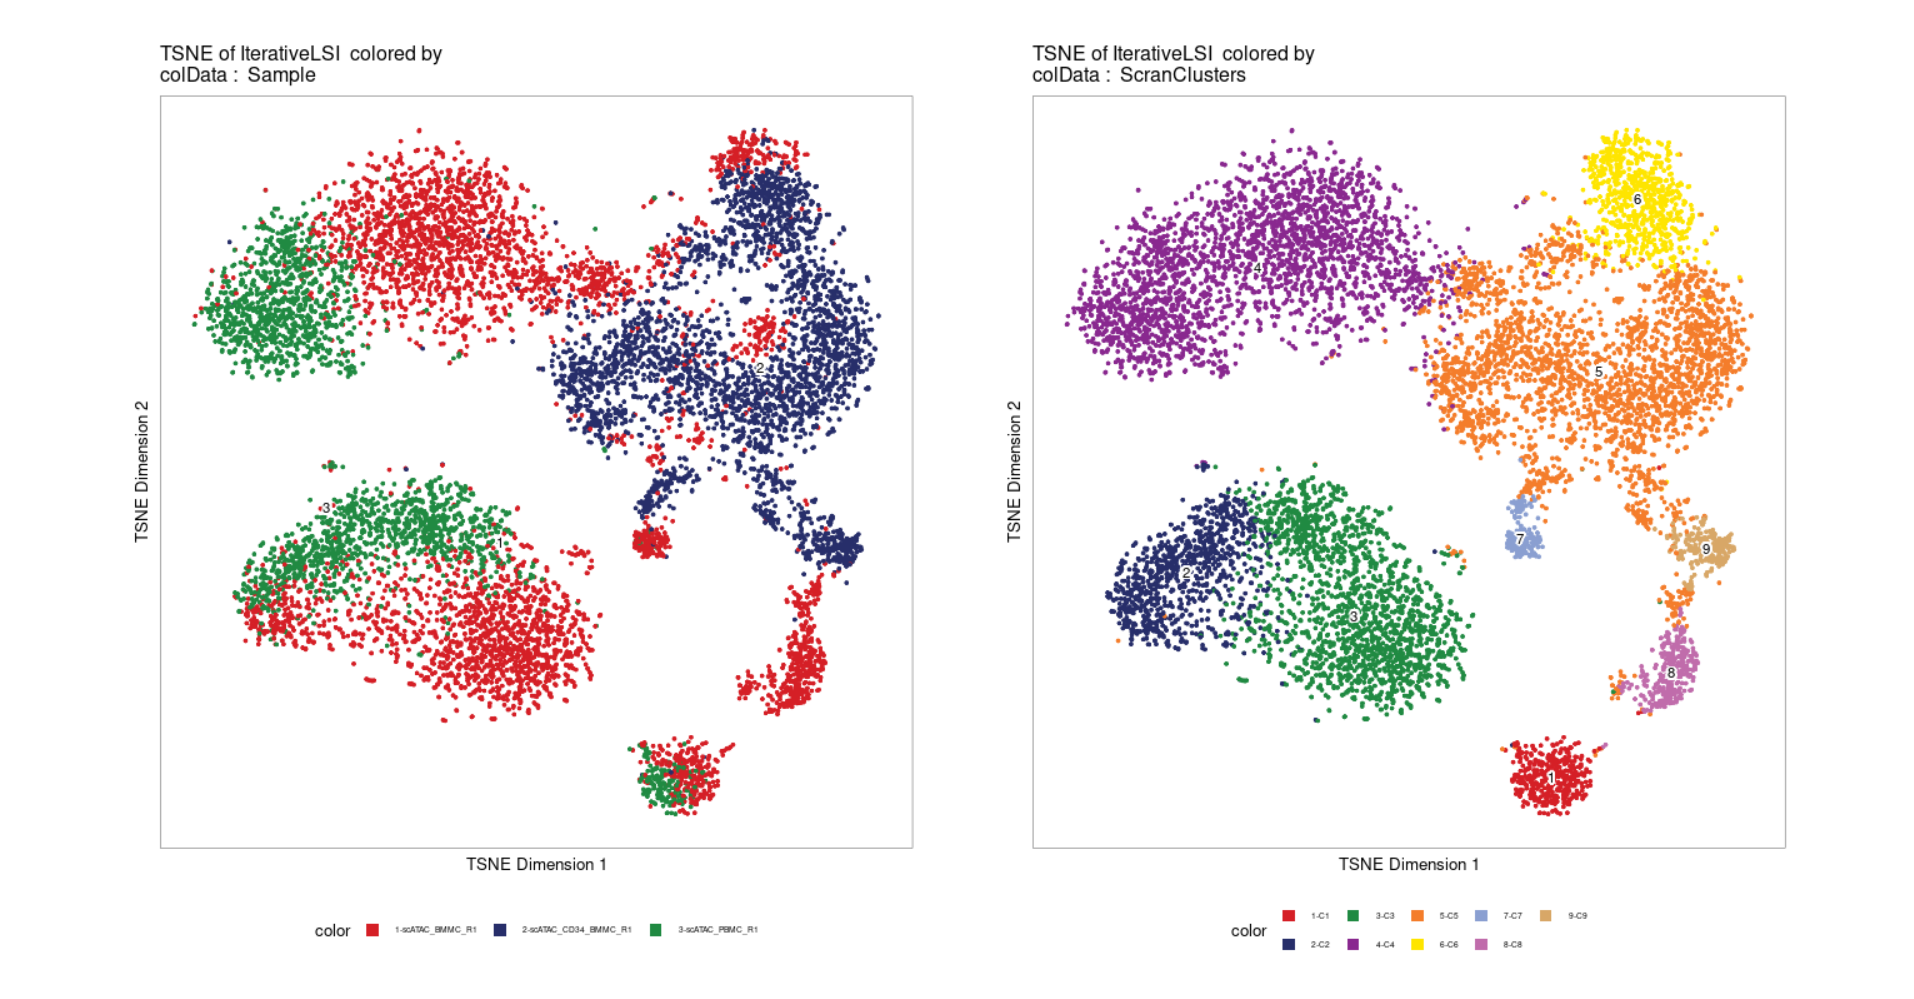 TSNE of IterativeLSI colored by
colData : Sample
TSNE Dimension 2
3
1
2
TSNE Dimension 1
color
1-scATAC_BMMC_R1
2-scATAC_CD34_BMMC_R1
3-scATAC_PBMC_R1
TSNE of IterativeLSI colored by
colData : ScranClusters
TSNE Dimension 2
6
4
5
7
9
2
3
8
1
TSNE Dimension 1
color
1-C1
3-C3
5-C5
7-C7
9-C9
2-C2
4-C4
6-C6
8-C8